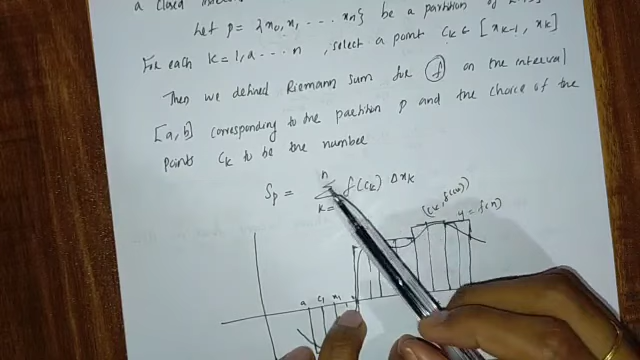 a closed
Let P = {x0, x1 ..... xn} be a partition of
For each K = 1, 2 .... n , select a point CK ∈ [xK-1, xK]
Then we defined Riemann sum for f on the interval
[a, b] corresponding to the partition P and the choice of the
points CK to be the number
SP = n Σ K= f(CK) ΔxK
(CK, f(CK))
y = f(x)
a C1 x1